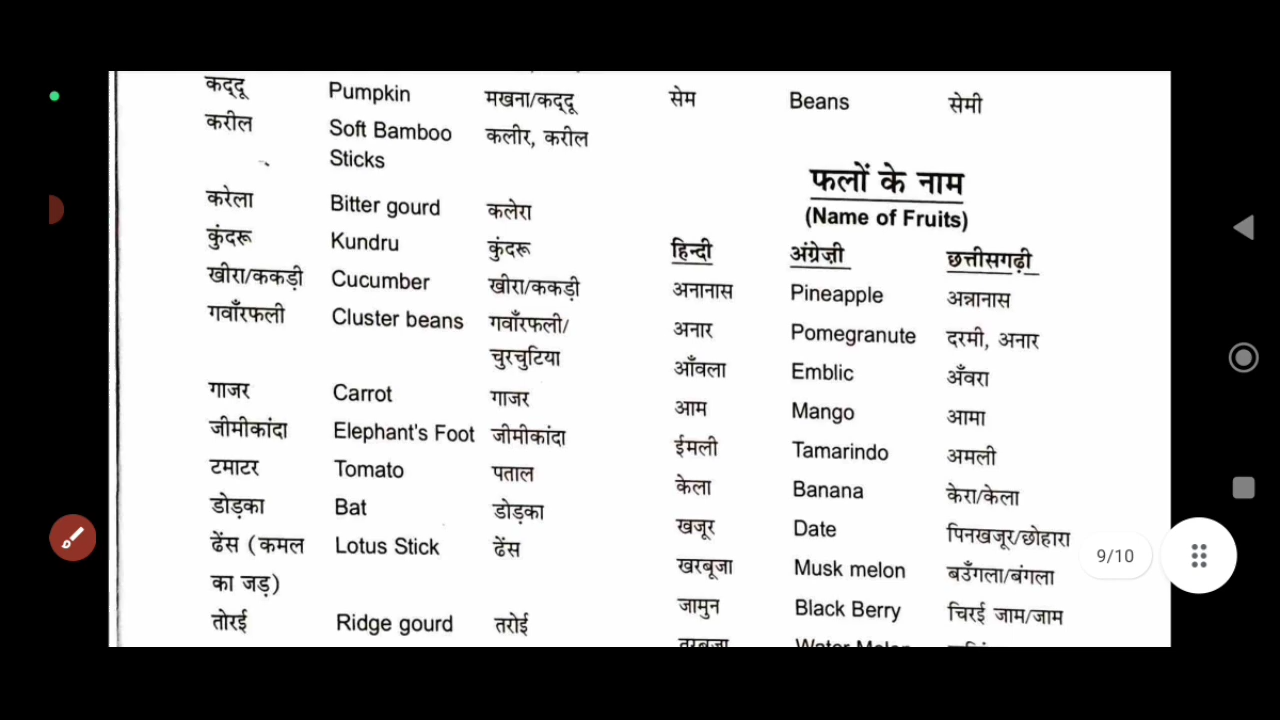 कद्दू Pumpkin मखना/कद्दू
करील Soft Bamboo कलीर, करील
Sticks
करेला Bitter gourd कलेरा
कुंदरू Kundru कुंदरू
खीरा/ककड़ी Cucumber खीरा/ककड़ी
गवाँरफली Cluster beans गवाँरफली/
चुरचुटिया
गाजर Carrot गाजर
जीमीकांदा Elephant's Foot जीमीकांदा
टमाटर Tomato पताल
डोड़का Bat डोड़का
ढेंस (कमल Lotus Stick ढेंस
का जड़)
तोरई Ridge gourd तरोई
सेम Beans सेमी
फलों के नाम
(Name of Fruits)
हिन्दी अंग्रेज़ी छत्तीसगढ़ी
अनानास Pineapple अन्नानास
अनार Pomegranute दरमी, अनार
आँवला Emblic अँवरा
आम Mango आमा
ईमली Tamarindo अमली
केला Banana केरा/केला
खजूर Date पिनखजूर/छोहारा
खरबूजा Musk melon बउँगला/बंगला
जामुन Black Berry चिरई जाम/जाम
तरबूजा Water Melon
9/10